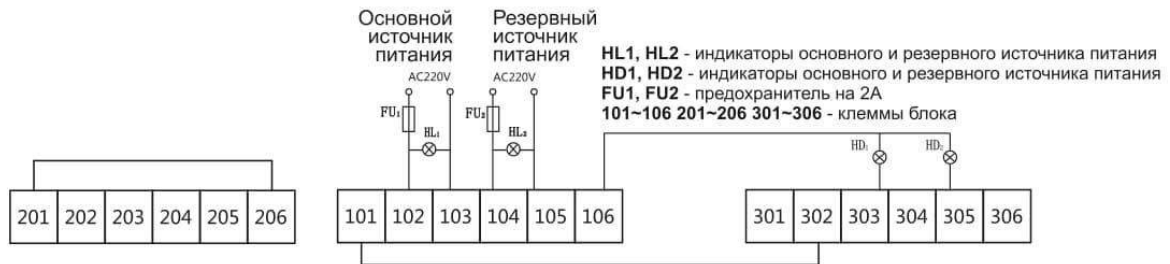 Основной
источник
питания
AC220V
Резервный
источник
питания
AC220V
HL1, HL2 - индикаторы основного и резервного источника питания
HD1, HD2 - индикаторы основного и резервного источника питания
FU1, FU2 - предохранитель на 2А
101~106 201~206 301~306 - клеммы блока
FU₁
HL₁
FU₂
HL₂
HD₁
HD₂
201 202 203 204 205 206
101 102 103 104 105 106
301 302 303 304 305 306